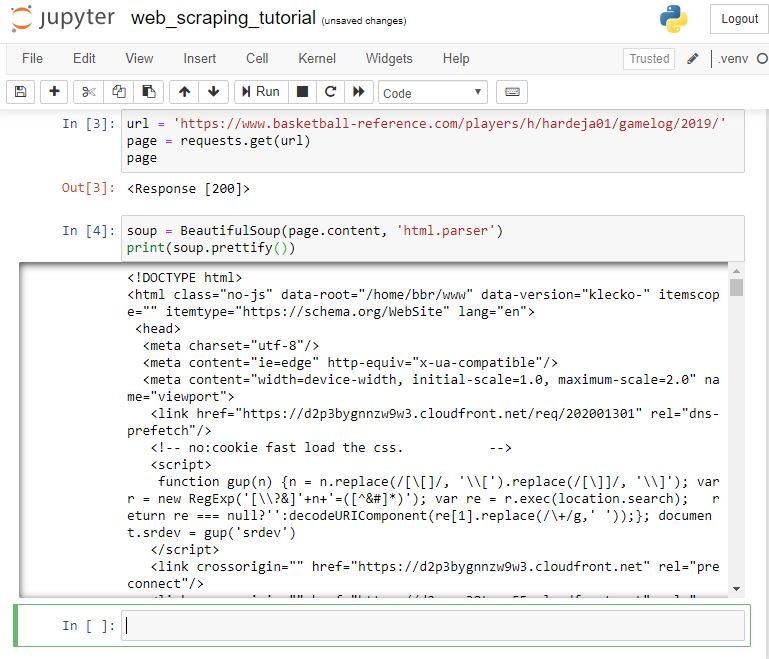 jupyter web_scraping_tutorial (unsaved changes) Logout
File Edit View Insert Cell Kernel Widgets Help Trusted .venv
Run Code
In [3]: url = 'https://www.basketball-reference.com/players/h/hardeja01/gamelog/2019/'
page = requests.get(url)
page
Out[3]: <Response [200]>
In [4]: soup = BeautifulSoup(page.content, 'html.parser')
print(soup.prettify())
<!DOCTYPE html>
<html class="no-js" data-root="/home/bbr/www" data-version="klecko-" itemscop
e="" itemtype="https://schema.org/WebSite" lang="en">
<head>
<meta charset="utf-8"/>
<meta content="ie=edge" http-equiv="x-ua-compatible"/>
<meta content="width=device-width, initial-scale=1.0, maximum-scale=2.0" na
me="viewport">
<link href="https://d2p3bygnnzw9w3.cloudfront.net/req/202001301" rel="dns-
prefetch"/>
<!-- no:cookie fast load the css.           -->
<script>
function gup(n) {n = n.replace(/[\[]/, '\\[').replace(/[\]]/, '\\]'); var
r = new RegExp('[\\?&]'+n+'=([^&#]*)'); var re = r.exec(location.search);   r
eturn re === null?'':decodeURIComponent(re[1].replace(/\+/g,' '));}; documen
t.srdev = gup('srdev')
</script>
<link crossorigin="" href="https://d2p3bygnnzw9w3.cloudfront.net" rel="pre
connect"/>
In [ ]: